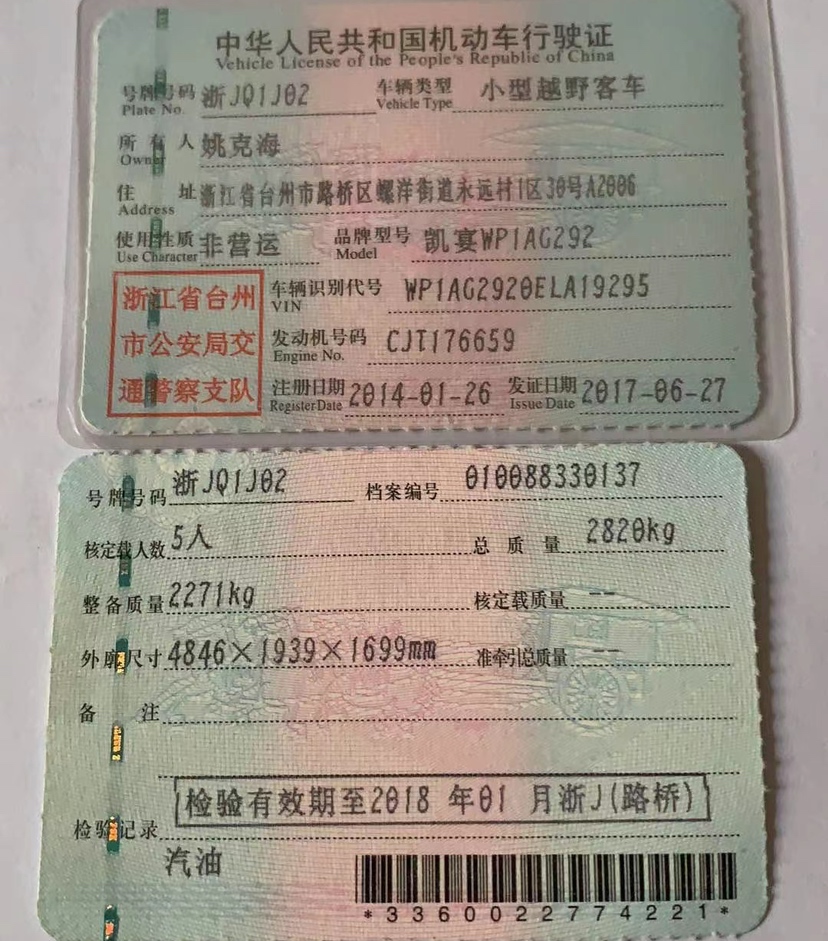 中华人民共和国机动车行驶证
Vehicle License of the People's Republic of China
号牌号码 浙JQ1J02 车辆类型 小型越野客车
Plate No. Vehicle Type
所有人 姚克海
Owner
住址 浙江省台州市路桥区螺洋街道永远村1区30号A2006
Address
使用性质 非营运 品牌型号 凯宴WP1AG292
Use Character Model
浙江省台州
市公安局交
通警察支队
车辆识别代号 WP1AG2920ELA19295
VIN
发动机号码 CJT176659
Engine No.
注册日期 2014-01-26 发证日期 2017-06-27
Register Date Issue Date
号牌号码 浙JQ1J02 档案编号 010088330137
核定载人数 5人 总质量 2820kg
整备质量 2271kg 核定载质量 --
外廓尺寸 4846×1939×1699mm 准牵引总质量 --
备注
检验记录 检验有效期至2018 年01 月浙J(路桥)
汽油
*3360022774221*